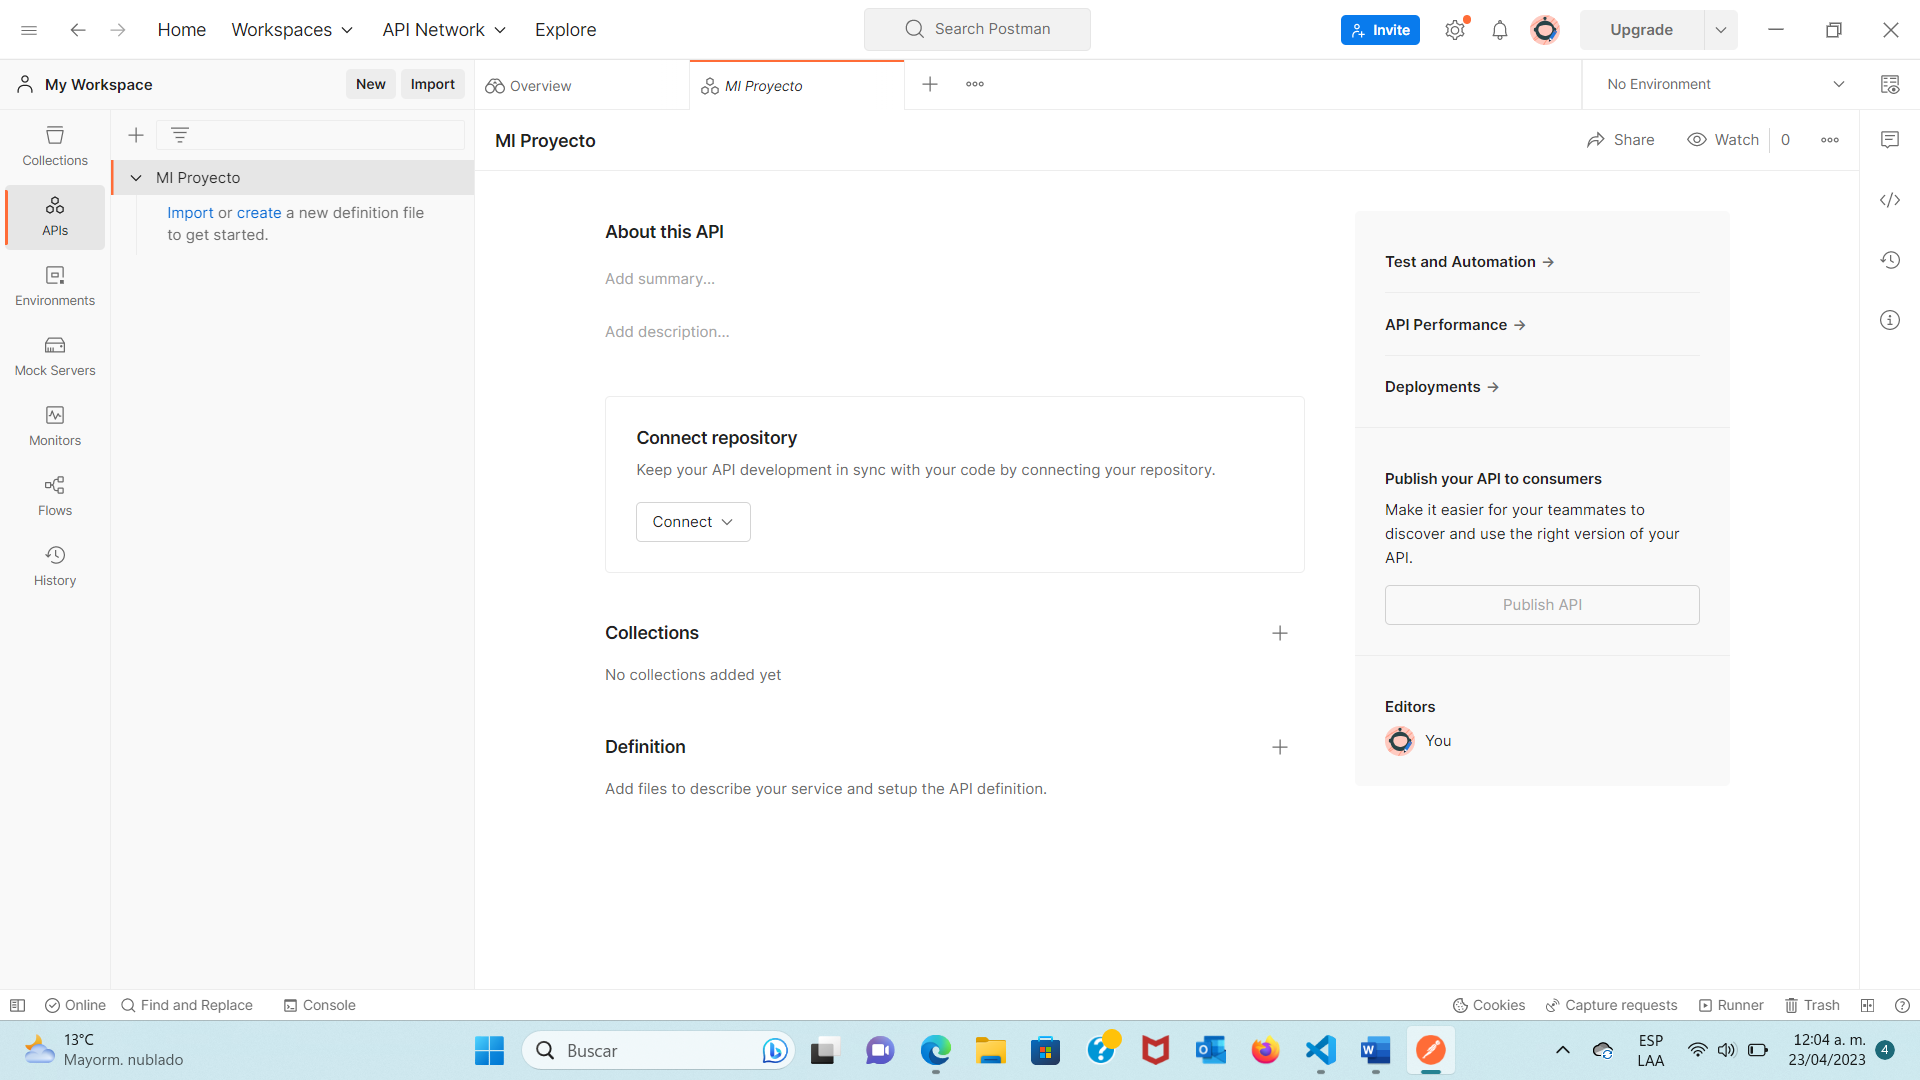 Home
Workspaces
API Network
Explore
Search Postman
Invite
Upgrade
My Workspace
New
Import
Overview
MI Proyecto
No Environment
Collections
APIs
Environments
Mock Servers
Monitors
Flows
History
MI Proyecto
Import or create a new definition file
to get started.
MI Proyecto
Share
Watch
0
About this API
Add summary...
Add description...
Connect repository
Keep your API development in sync with your code by connecting your repository.
Connect
Collections
No collections added yet
Definition
Add files to describe your service and setup the API definition.
Test and Automation →
API Performance →
Deployments →
Publish your API to consumers
Make it easier for your teammates to
discover and use the right version of your
API.
Publish API
Editors
You
Online
Find and Replace
Console
Cookies
Capture requests
Runner
Trash
13°C
Mayorm. nublado
Buscar
ESP
LAA
12:04 a. m.
23/04/2023
4